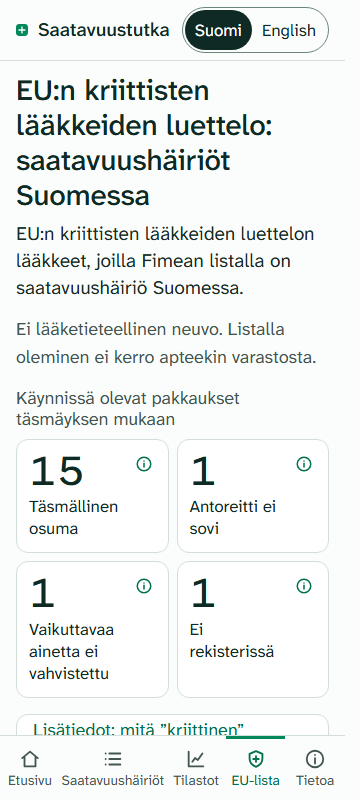 Saatavuustutka
Suomi
English
EU:n kriittisten
lääkkeiden luettelo:
saatavuushäiriöt
Suomessa
EU:n kriittisten lääkkeiden luettelon
lääkkeet, joilla Fimean listalla on
saatavuushäiriö Suomessa.
Ei lääketieteellinen neuvo. Listalla
oleminen ei kerro apteekin varastosta.
Käynnissä olevat pakkaukset
täsmäyksen mukaan
15
Täsmällinen
osuma
1
Antoreitti ei
sovi
1
Vaikuttavaa
ainetta ei
vahvistettu
1
Ei
rekisterissä
Lisätiedot: mitä ”kriittinen”
Etusivu
Saatavuushäiriöt
Tilastot
EU-lista
Tietoa